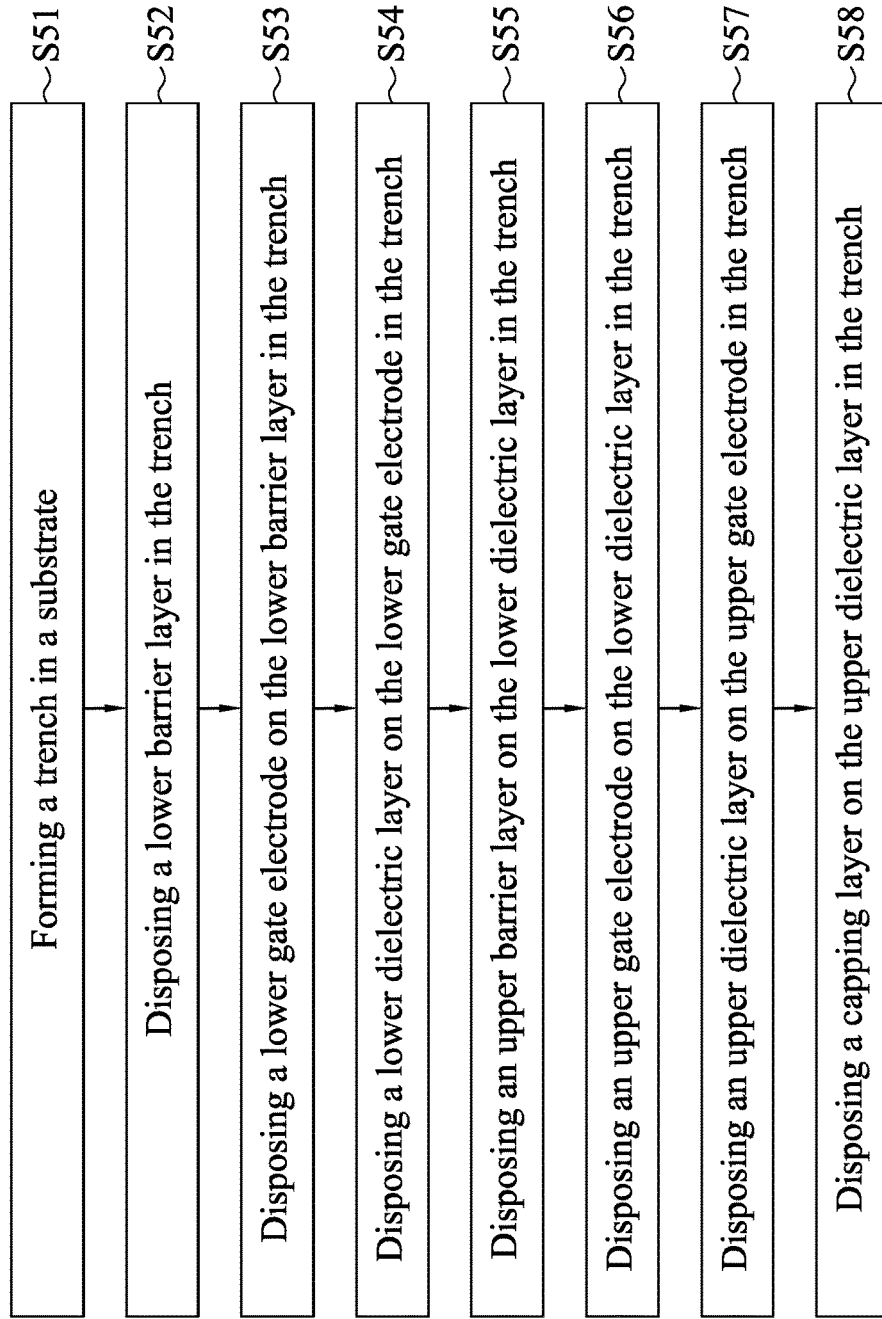 Forming a trench in a substrate ~S51
Disposing a lower barrier layer in the trench ~S52
Disposing a lower gate electrode on the lower barrier layer in the trench ~S53
Disposing a lower dielectric layer on the lower gate electrode in the trench ~S54
Disposing an upper barrier layer on the lower dielectric layer in the trench ~S55
Disposing an upper gate electrode on the lower dielectric layer in the trench ~S56
Disposing an upper dielectric layer on the upper gate electrode in the trench ~S57
Disposing a capping layer on the upper dielectric layer in the trench ~S58